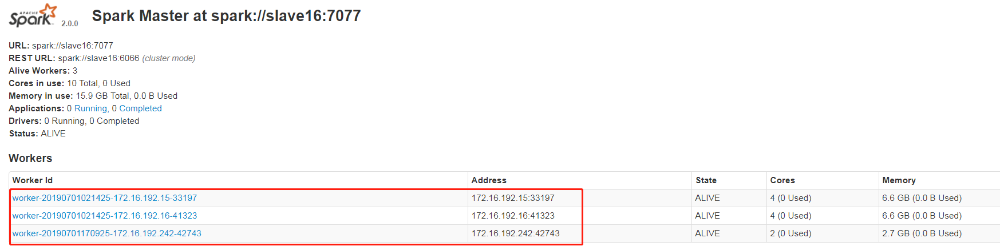 APACHE
Spark 2.0.0 Spark Master at spark://slave16:7077
URL: spark://slave16:7077
REST URL: spark://slave16:6066 (cluster mode)
Alive Workers: 3
Cores in use: 10 Total, 0 Used
Memory in use: 15.9 GB Total, 0.0 B Used
Applications: 0 Running, 0 Completed
Drivers: 0 Running, 0 Completed
Status: ALIVE
Workers
Worker Id Address State Cores Memory
worker-20190701021425-172.16.192.15-33197 172.16.192.15:33197 ALIVE 4 (0 Used) 6.6 GB (0.0 B Used)
worker-20190701021425-172.16.192.16-41323 172.16.192.16:41323 ALIVE 4 (0 Used) 6.6 GB (0.0 B Used)
worker-20190701170925-172.16.192.242-42743 172.16.192.242:42743 ALIVE 2 (0 Used) 2.7 GB (0.0 B Used)